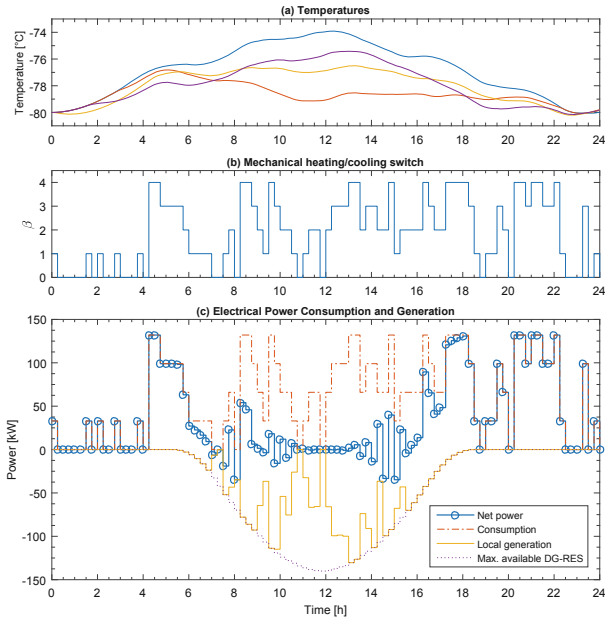 (a) Temperatures
Temperature [°C]
-74
-76
-78
-80
0 2 4 6 8 10 12 14 16 18 20 22 24
(b) Mechanical heating/cooling switch
β
4
3
2
1
0
0 2 4 6 8 10 12 14 16 18 20 22 24
(c) Electrical Power Consumption and Generation
Power [kW]
150
100
50
0
-50
-100
-150
Net power
Consumption
Local generation
Max. available DG-RES
0 2 4 6 8 10 12 14 16 18 20 22 24
Time [h]